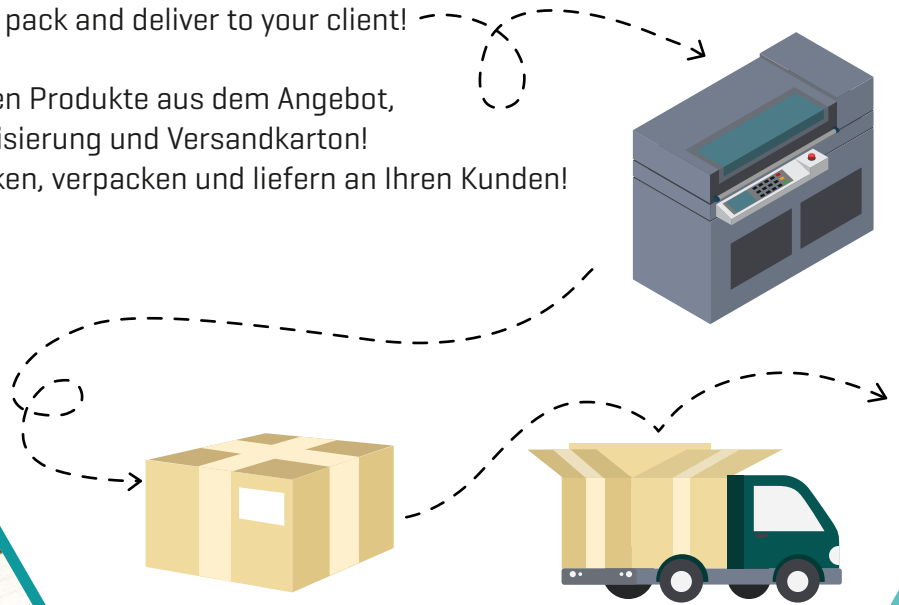 pack and deliver to your client!
en Produkte aus dem Angebot,
isierung und Versandkarton!
ken, verpacken und liefern an Ihren Kunden!